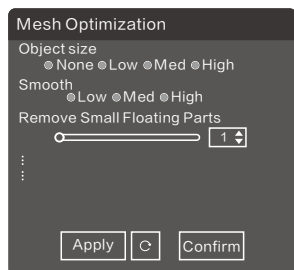 Mesh Optimization
Object size
None Low Med High
Smooth
Low Med High
Remove Small Floating Parts
1
Apply Confirm